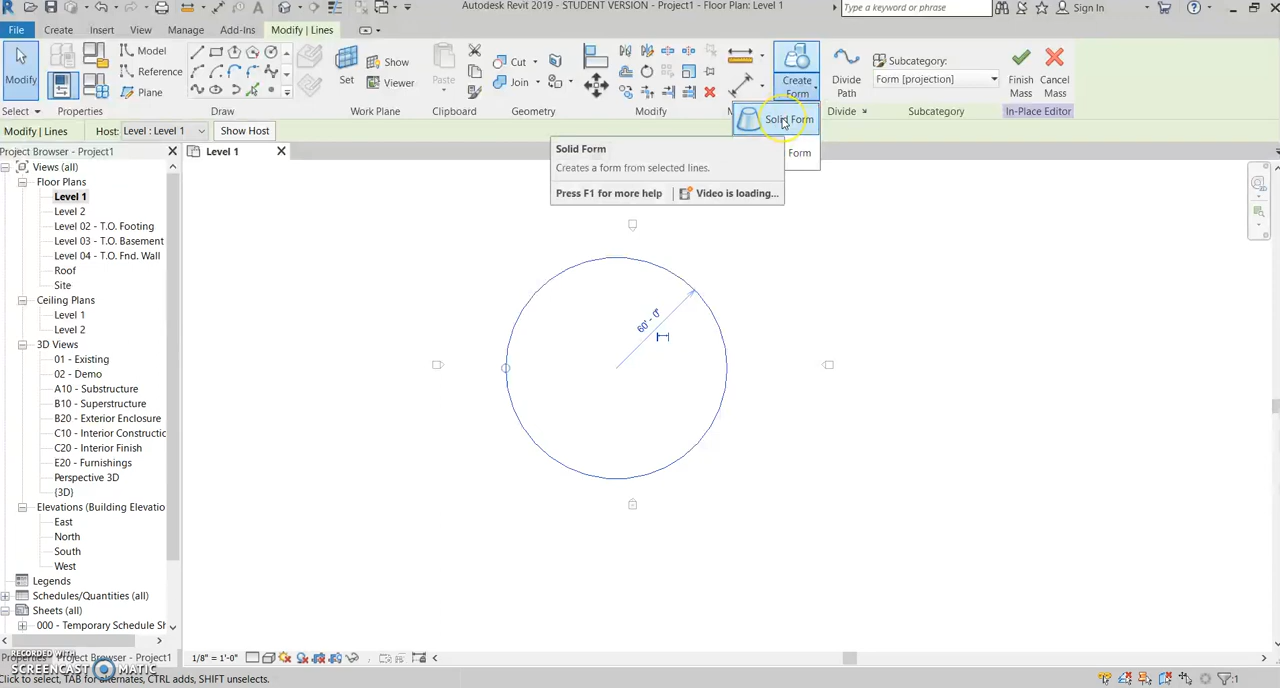 Autodesk Revit 2019 - STUDENT VERSION - Project1 - Floor Plan: Level 1
Type a keyword or phrase
Sign In
File Create Insert View Manage Add-Ins Modify | Lines
Modify
Model
Reference
Plane
Set
Show
Viewer
Paste
Cut
Join
Create
Form
Divide
Path
Subcategory:
Form [projection]
Finish
Mass
Cancel
Mass
Select Properties Draw Work Plane Clipboard Geometry Modify Divide Subcategory In-Place Editor
Modify | Lines Host: Level : Level 1 Show Host
Solid Form
Form
Solid Form
Creates a form from selected lines.
Press F1 for more help Video is loading...
Project Browser - Project1
Level 1
Views (all)
Floor Plans
Level 1
Level 2
Level 02 - T.O. Footing
Level 03 - T.O. Basement
Level 04 - T.O. Fnd. Wall
Roof
Site
Ceiling Plans
Level 1
Level 2
3D Views
01 - Existing
02 - Demo
A10 - Substructure
B10 - Superstructure
B20 - Exterior Enclosure
C10 - Interior Constructic
C20 - Interior Finish
E20 - Furnishings
Perspective 3D
{3D}
Elevations (Building Elevatio
East
North
South
West
Legends
Schedules/Quantities (all)
Sheets (all)
000 - Temporary Schedule Sh
60' - 0"
Properties Project Browser - Project1
1/8" = 1'-0"
RECORDED WITH
SCREENCAST MATIC
Click to select, TAB for alternates, CTRL adds, SHIFT unselects.
:1